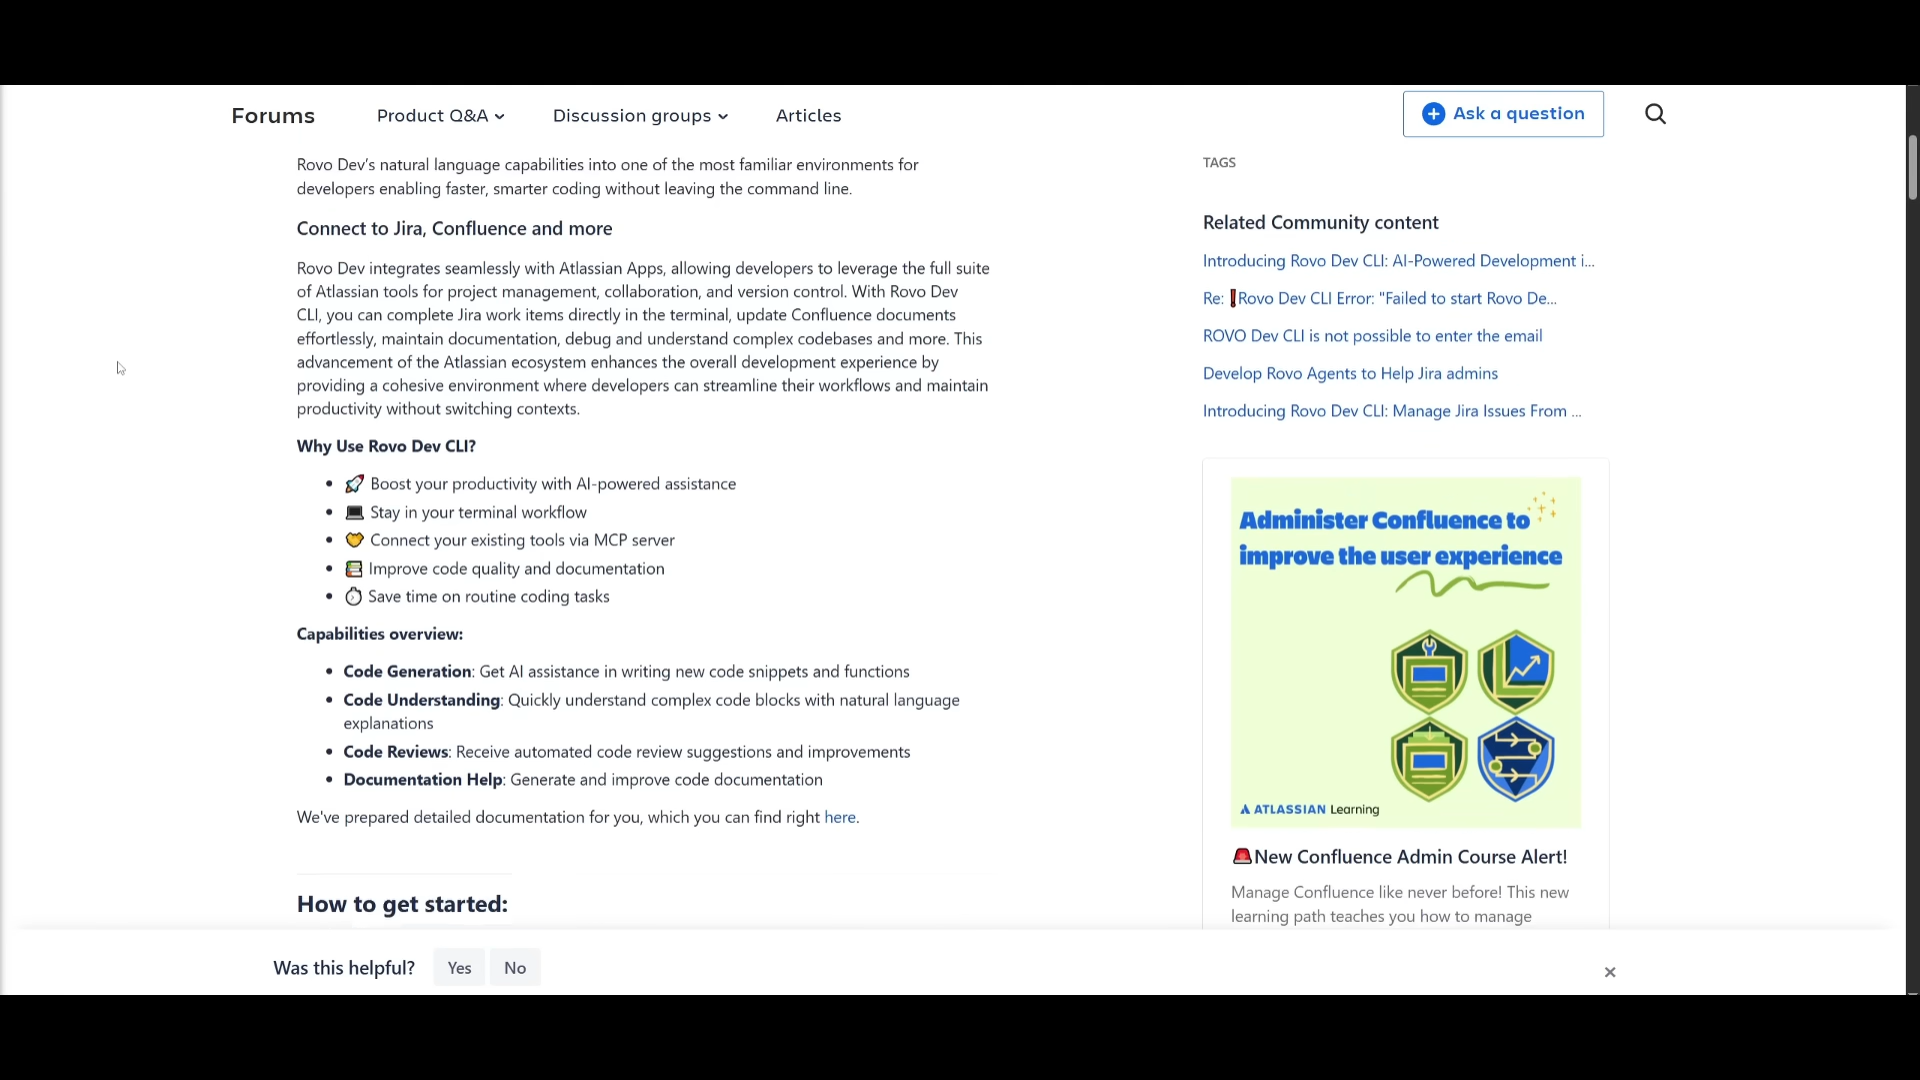 Forums
Product Q&A
Discussion groups
Articles
Ask a question
Rovo Dev's natural language capabilities into one of the most familiar environments for
developers enabling faster, smarter coding without leaving the command line.
Connect to Jira, Confluence and more
Rovo Dev integrates seamlessly with Atlassian Apps, allowing developers to leverage the full suite
of Atlassian tools for project management, collaboration, and version control. With Rovo Dev
CLI, you can complete Jira work items directly in the terminal, update Confluence documents
effortlessly, maintain documentation, debug and understand complex codebases and more. This
advancement of the Atlassian ecosystem enhances the overall development experience by
providing a cohesive environment where developers can streamline their workflows and maintain
productivity without switching contexts.
Why Use Rovo Dev CLI?
• 🚀 Boost your productivity with AI-powered assistance
• 💻 Stay in your terminal workflow
• 🤝 Connect your existing tools via MCP server
• 📚 Improve code quality and documentation
• ⏱️ Save time on routine coding tasks
Capabilities overview:
• Code Generation: Get AI assistance in writing new code snippets and functions
• Code Understanding: Quickly understand complex code blocks with natural language
explanations
• Code Reviews: Receive automated code review suggestions and improvements
• Documentation Help: Generate and improve code documentation
We've prepared detailed documentation for you, which you can find right here.
How to get started:
TAGS
Related Community content
Introducing Rovo Dev CLI: AI-Powered Development i...
Re: ❗Rovo Dev CLI Error: "Failed to start Rovo De...
ROVO Dev CLI is not possible to enter the email
Develop Rovo Agents to Help Jira admins
Introducing Rovo Dev CLI: Manage Jira Issues From ...
Administer Confluence to
improve the user experience
ATLASSIAN Learning
🚨New Confluence Admin Course Alert!
Manage Confluence like never before! This new
learning path teaches you how to manage
Was this helpful?
Yes
No
×